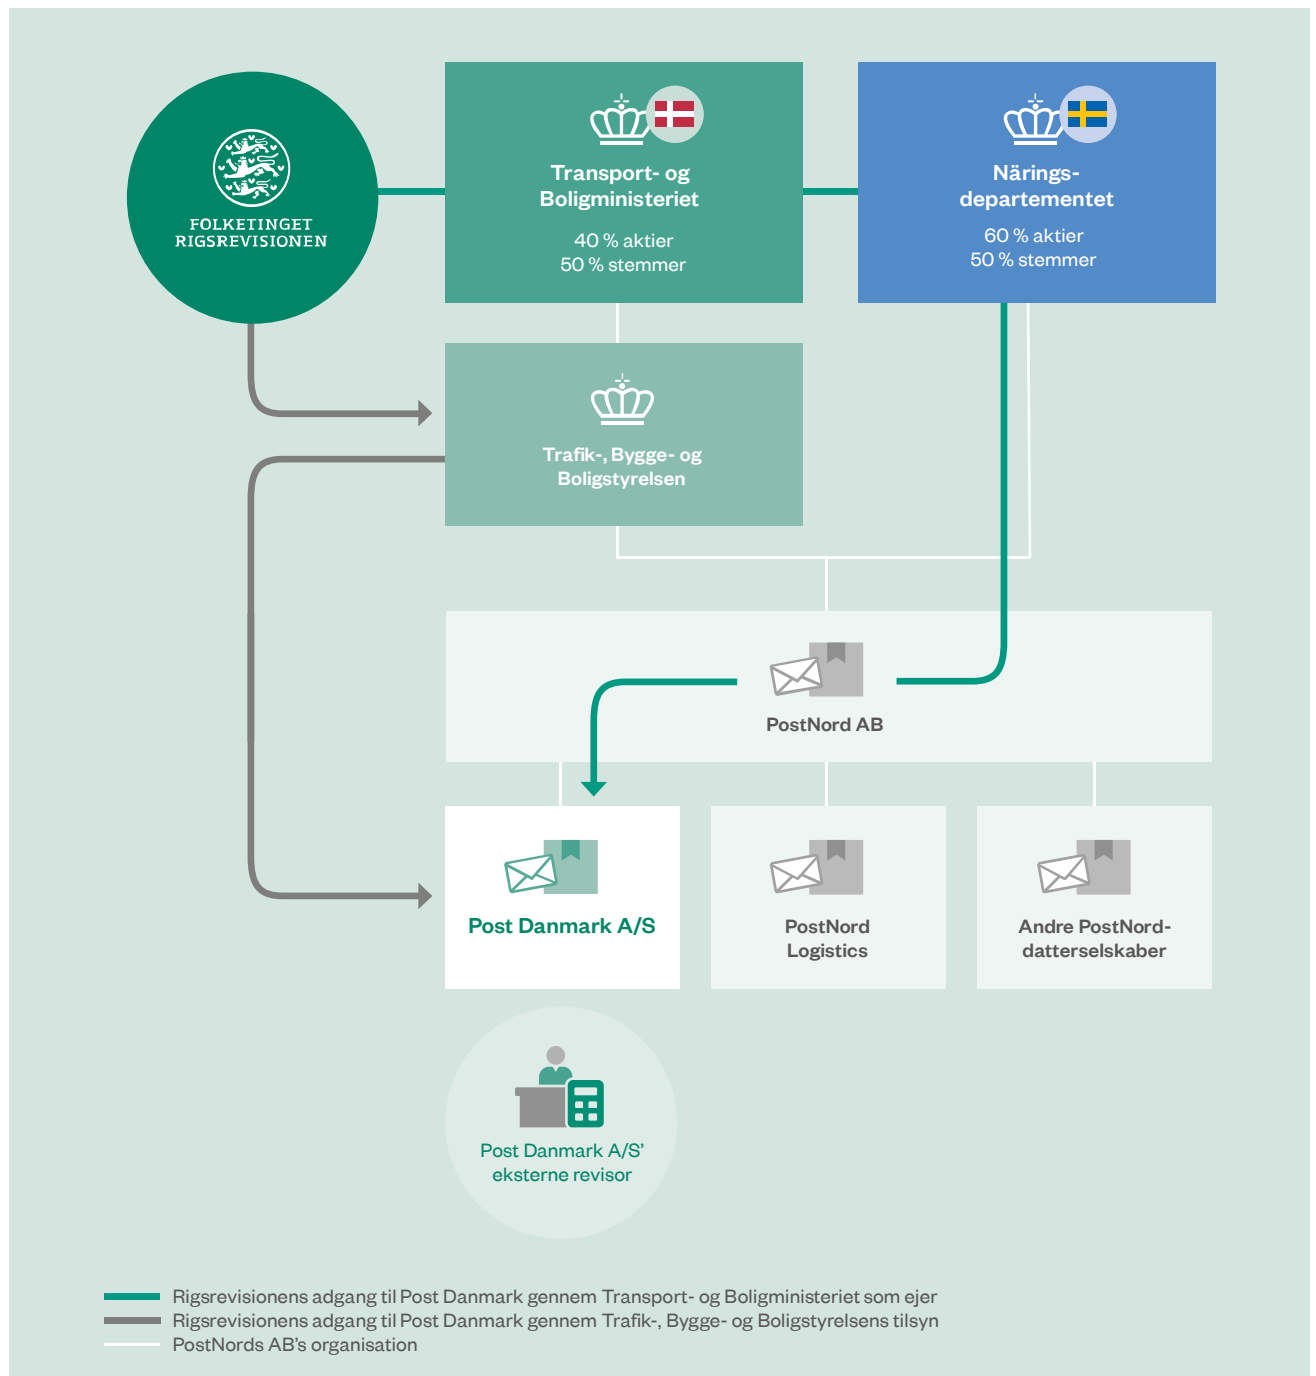 FOLKETINGET
RIGSREVISIONEN
Transport- og
Boligministeriet
40 % aktier
50 % stemmer
Närings-
departementet
60 % aktier
50 % stemmer
Trafik-, Bygge- og
Boligstyrelsen
PostNord AB
Post Danmark A/S
PostNord
Logistics
Andre PostNord-
datterselskaber
Post Danmark A/S'
eksterne revisor
Rigsrevisionens adgang til Post Danmark gennem Transport- og Boligministeriet som ejer
Rigsrevisionens adgang til Post Danmark gennem Trafik-, Bygge- og Boligstyrelsens tilsyn
PostNords AB's organisation